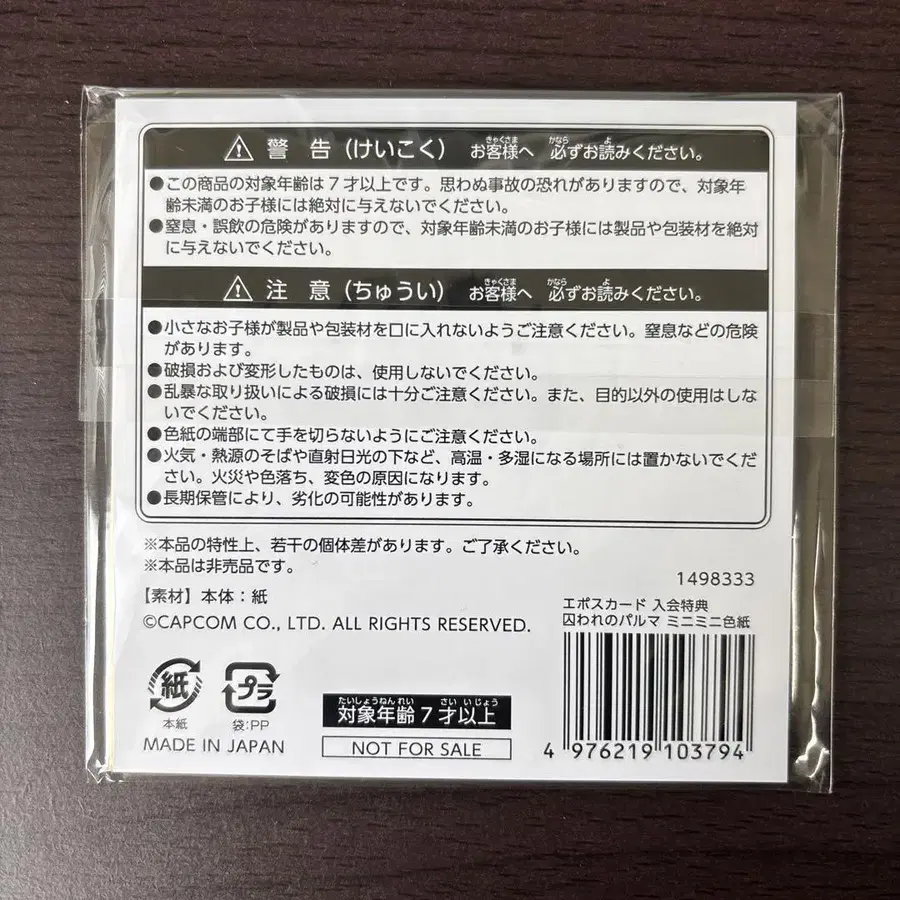 警告（けいこく） お客様へ 必ずお読みください。
●この商品の対象年齢は7才以上です。思わぬ事故の恐れがありますので、対象年
齢未満のお子様には絶対に与えないでください。
●窒息・誤飲の危険がありますので、対象年齢未満のお子様には製品や包装材を絶対
に与えないでください。
注意（ちゅうい） お客様へ 必ずお読みください。
●小さなお子様が製品や包装材を口に入れないようご注意ください。窒息などの危険
があります。
●破損および変形したものは、使用しないでください。
●乱暴な取り扱いによる破損には十分ご注意ください。また、目的以外の使用はしな
いでください。
●色紙の端部にて手を切らないようにご注意ください。
●火気・熱源のそばや直射日光の下など、高温・多湿になる場所には置かないでくだ
さい。火災や色落ち、変色の原因になります。
●長期保管により、劣化の可能性があります。
※本品の特性上、若干の個体差があります。ご了承ください。
※本品は非売品です。
1498333
【素材】本体：紙
©CAPCOM CO., LTD. ALL RIGHTS RESERVED.
エポスカード 入会特典
囚われのパルマ ミニミニ色紙
紙
本紙
プラ
袋:PP
MADE IN JAPAN
たいしょうねんれい さい いじょう
対象年齢7才以上
NOT FOR SALE
4 976219 103794